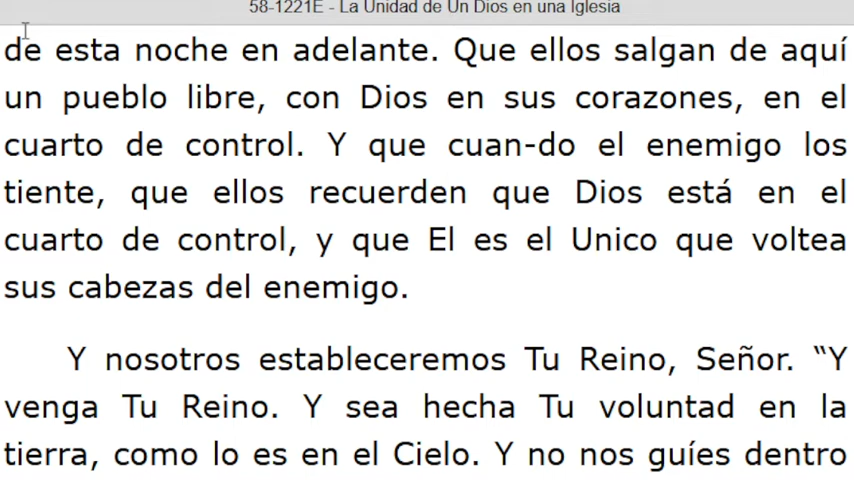 58-1221E - La Unidad de Un Dios en una Iglesia
de esta noche en adelante. Que ellos salgan de aquí
un pueblo libre, con Dios en sus corazones, en el
cuarto de control. Y que cuan-do el enemigo los
tiente, que ellos recuerden que Dios está en el
cuarto de control, y que El es el Unico que voltea
sus cabezas del enemigo.
Y nosotros estableceremos Tu Reino, Señor. “Y
venga Tu Reino. Y sea hecha Tu voluntad en la
tierra, como lo es en el Cielo. Y no nos guíes dentro